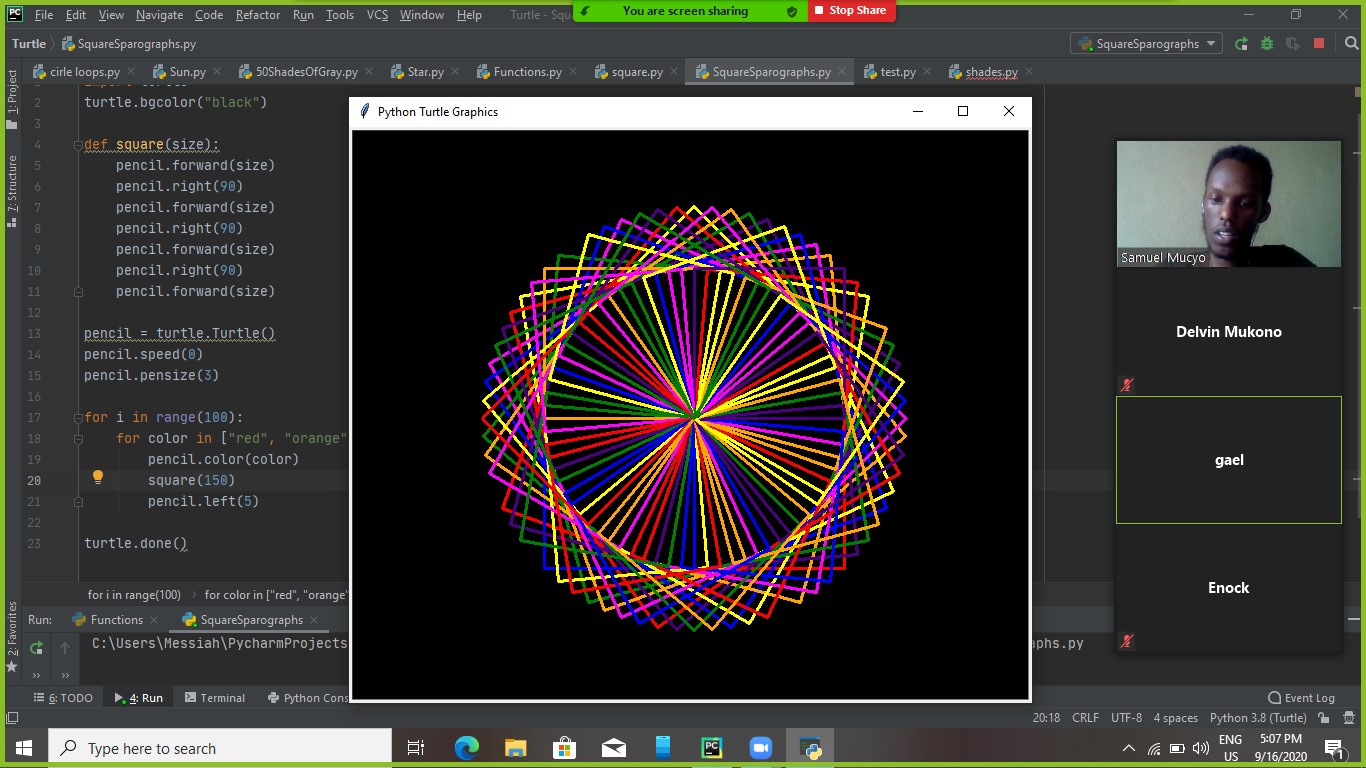 File Edit View Navigate Code Refactor Run Tools VCS Window Help Turtle - Squ
You are screen sharing Stop Share
Turtle SquareSparographs.py SquareSparographs
cirle loops.py Sun.py 50ShadesOfGray.py Star.py Functions.py square.py SquareSparographs.py test.py shades.py
1: Project
7: Structure
2: Favorites
2 turtle.bgcolor("black")
3
4 def square(size):
5 pencil.forward(size)
6 pencil.right(90)
7 pencil.forward(size)
8 pencil.right(90)
9 pencil.forward(size)
10 pencil.right(90)
11 pencil.forward(size)
12
13 pencil = turtle.Turtle()
14 pencil.speed(0)
15 pencil.pensize(3)
16
17 for i in range(100):
18 for color in ["red", "orange"
19 pencil.color(color)
20 square(150)
21 pencil.left(5)
22
23 turtle.done()
Python Turtle Graphics
Samuel Mucyo
Delvin Mukono
gael
Enock
for i in range(100) for color in ["red", "orange"
Run: Functions SquareSparographs
C:\Users\Messiah\PycharmProjects aphs.py
6: TODO 4: Run Terminal Python Cons Event Log
20:18 CRLF UTF-8 4 spaces Python 3.8 (Turtle)
Type here to search
ENG
US
5:07 PM
9/16/2020
1